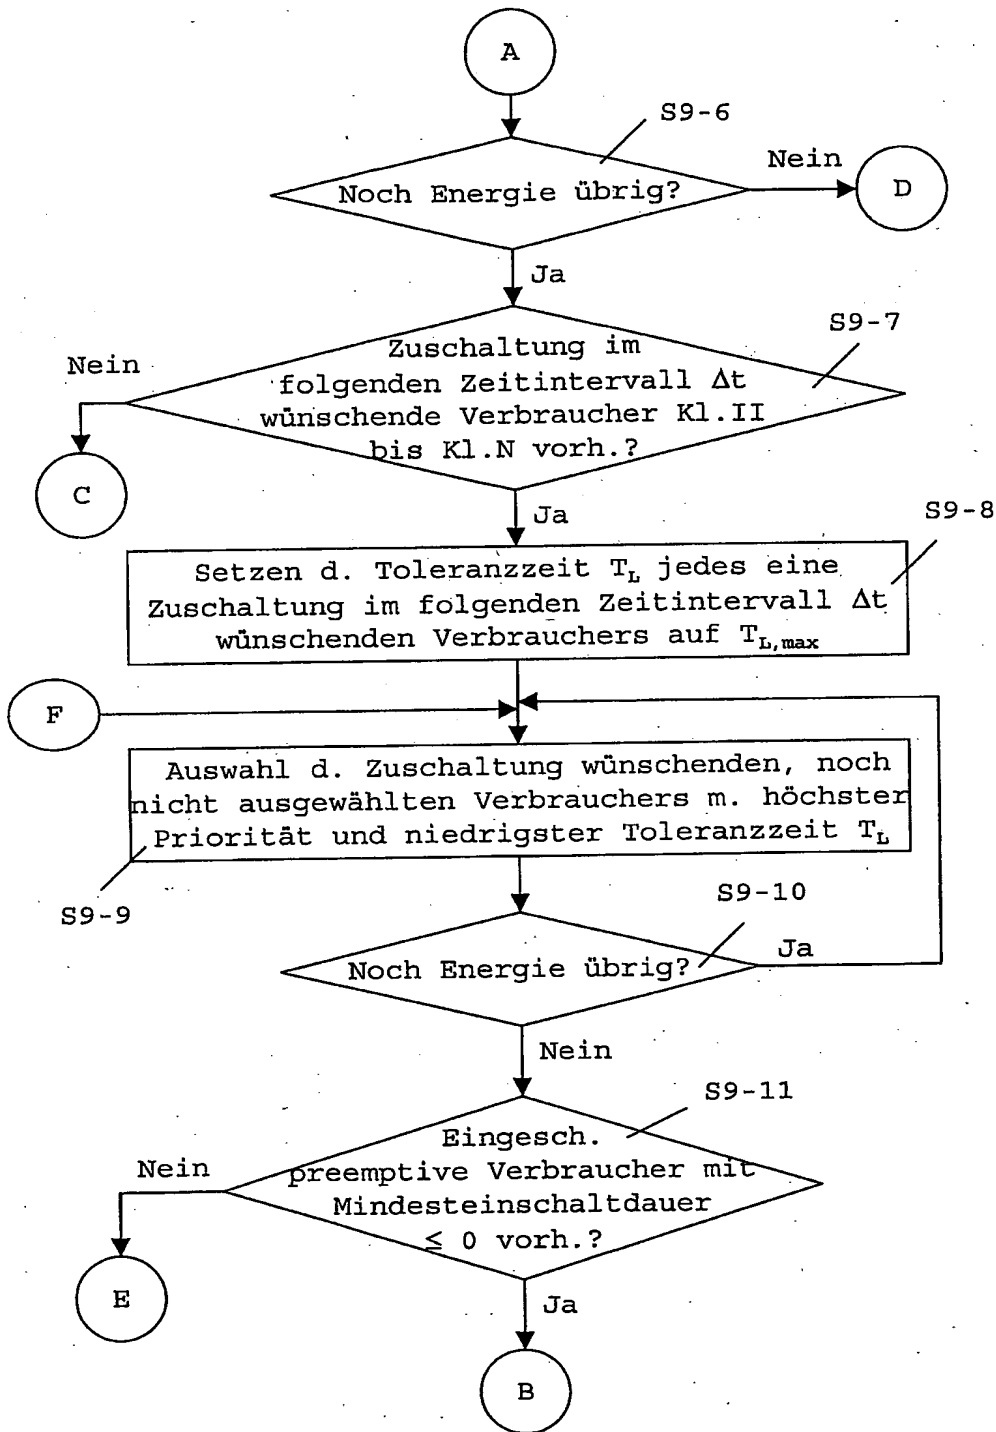 A
S9-6
Nein
Noch Energie übrig?
D
Ja
S9-7
Nein
Zuschaltung im
folgenden Zeitintervall Δt
wünschende Verbraucher Kl.II
bis Kl.N vorh.?
C
Ja
S9-8
Setzen d. Toleranzzeit T_L jedes eine
Zuschaltung im folgenden Zeitintervall Δt
wünschenden Verbrauchers auf T_L,max
F
Auswahl d. Zuschaltung wünschenden, noch
nicht ausgewählten Verbrauchers m. höchster
Priorität und niedrigster Toleranzzeit T_L
S9-9
S9-10
Noch Energie übrig?
Ja
Nein
S9-11
Nein
Eingesch.
preemptive Verbraucher mit
Mindesteinschaltdauer
≤ 0 vorh.?
E
Ja
B